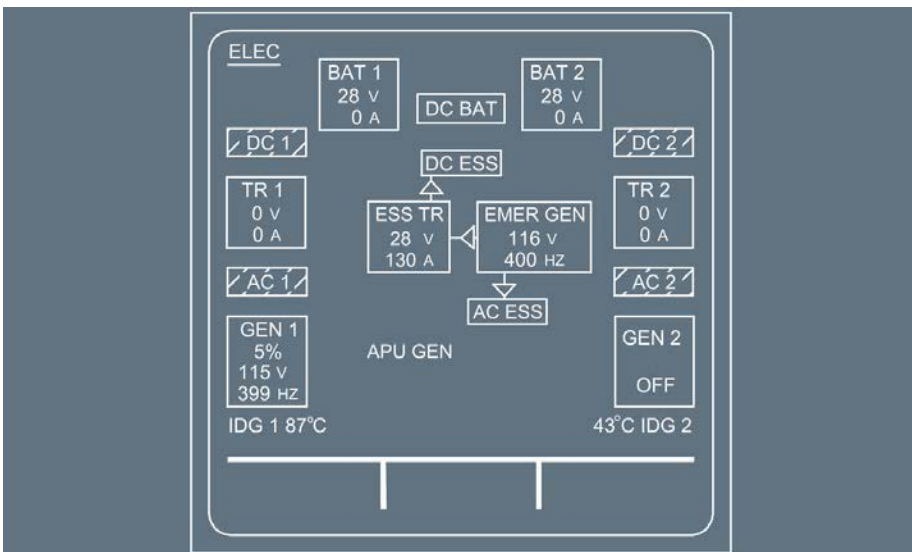 ELEC
BAT 1
28 V
0 A
DC BAT
BAT 2
28 V
0 A
DC 1
DC 2
DC ESS
TR 1
0 V
0 A
ESS TR
28 V
130 A
EMER GEN
116 V
400 HZ
TR 2
0 V
0 A
AC 1
AC 2
AC ESS
GEN 1
5%
115 V
399 HZ
APU GEN
GEN 2
OFF
IDG 1 87°C
43°C IDG 2